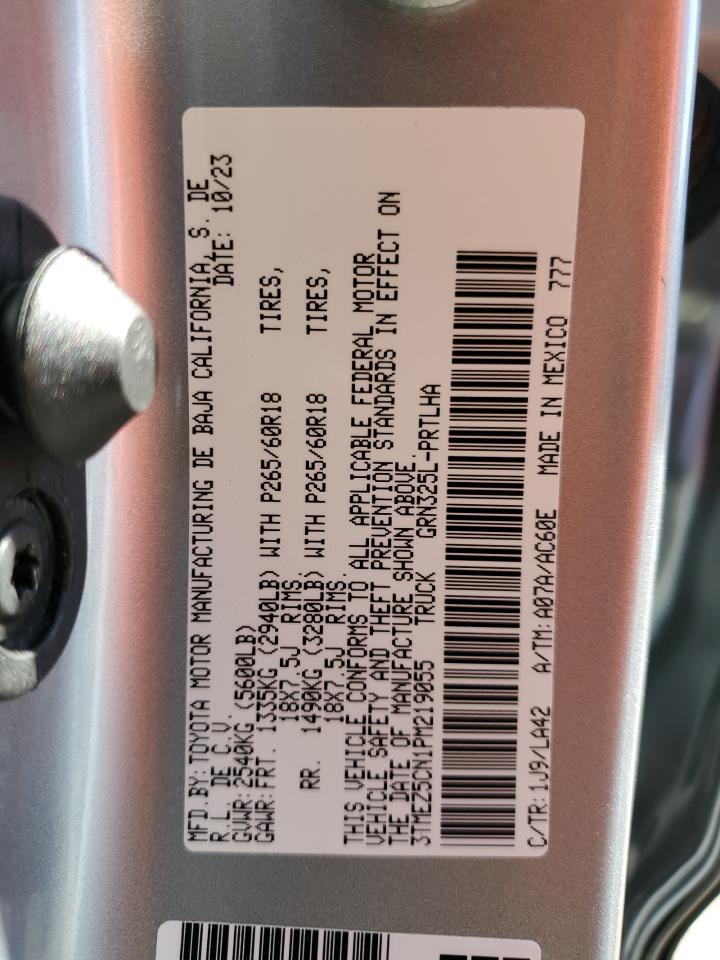 MFD.BY:TOYOTA MOTOR MANUFACTURING DE BAJA CALIFORNIA, S. DE
R.L. DE C.V. DATE: 10/23
GVWR:2540KG (5600LB)
GAWR:FRT. 1335KG (2940LB) WITH P265/60R18 TIRES,
18X7.5J RIMS.
RR. 1490KG (3280LB) WITH P265/60R18 TIRES,
18X7.5J RIMS.
THIS VEHICLE CONFORMS TO ALL APPLICABLE FEDERAL MOTOR
VEHICLE SAFETY AND THEFT PREVENTION STANDARDS IN EFFECT ON
THE DATE OF MANUFACTURE SHOWN ABOVE.
3TMEZ5CN1PM219055 TRUCK GRN325L-PRTLHA
C/TR:1J9/LA42 A/TM:A07A/AC60E MADE IN MEXICO 777